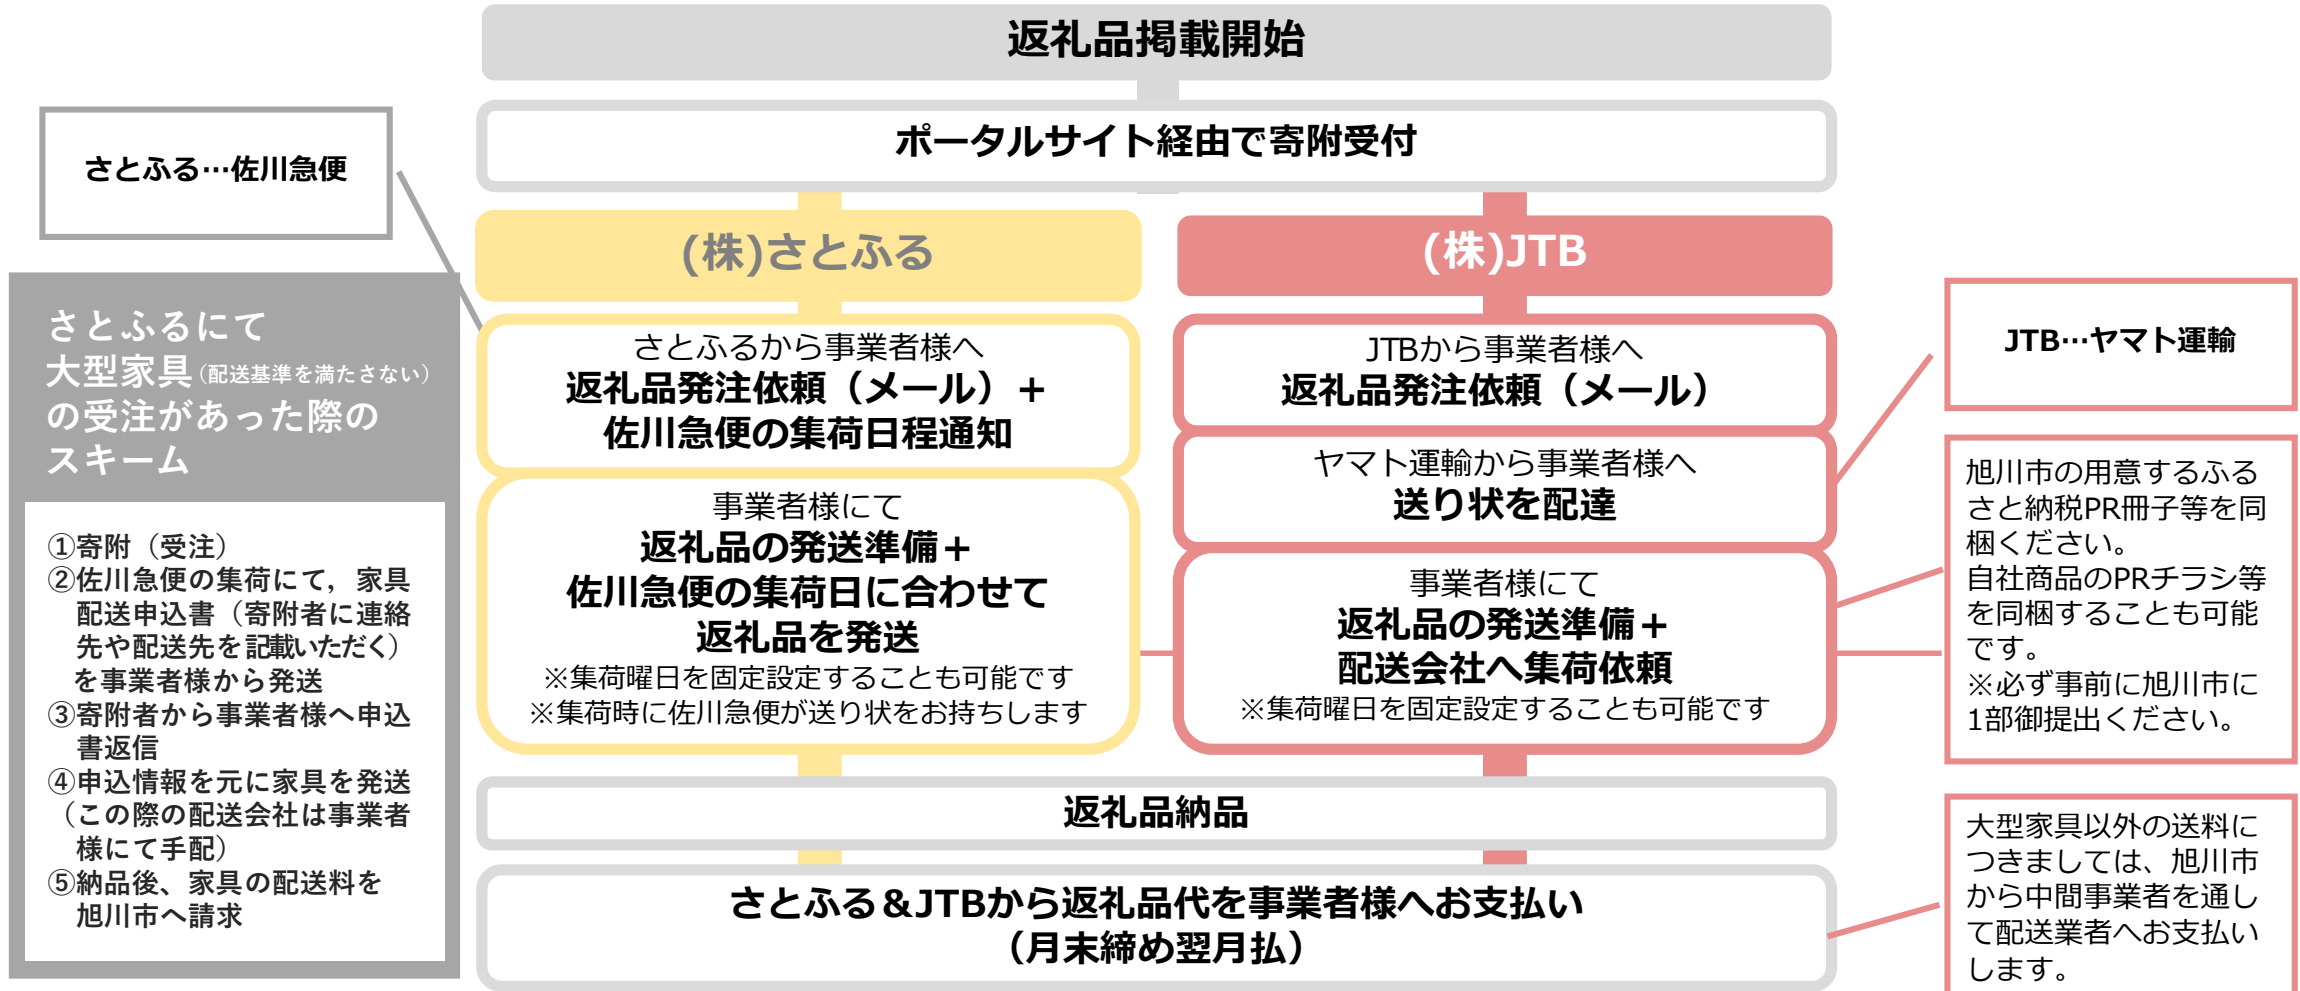 返礼品掲載開始
ポータルサイト経由で寄附受付
さとふる…佐川急便
(株)さとふる
さとふるから事業者様へ
返礼品発注依頼（メール）＋
佐川急便の集荷日程通知
事業者様にて
返礼品の発送準備＋
佐川急便の集荷日に合わせて
返礼品を発送
※集荷曜日を固定設定することも可能です
※集荷時に佐川急便が送り状をお持ちします
(株)JTB
JTBから事業者様へ
返礼品発注依頼（メール）
ヤマト運輸から事業者様へ
送り状を配達
事業者様にて
返礼品の発送準備＋
配送会社へ集荷依頼
※集荷曜日を固定設定することも可能です
返礼品納品
さとふる＆JTBから返礼品代を事業者様へお支払い
（月末締め翌月払）
さとふるにて
大型家具（配送基準を満たさない）
の受注があった際の
スキーム
①寄附（受注）
②佐川急便の集荷にて，家具
配送申込書（寄附者に連絡
先や配送先を記載いただく）
を事業者様から発送
③寄附者から事業者様へ申込
書返信
④申込情報を元に家具を発送
（この際の配送会社は事業者
様にて手配）
⑤納品後、家具の配送料を
旭川市へ請求
JTB…ヤマト運輸
旭川市の用意するふる
さと納税PR冊子等を同
梱ください。
自社商品のPRチラシ等
を同梱することも可能
です。
※必ず事前に旭川市に
1部御提出ください。
大型家具以外の送料に
つきましては、旭川市
から中間事業者を通し
て配送業者へお支払い
します。